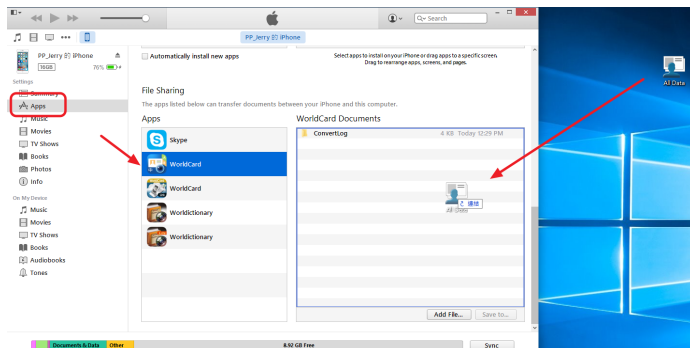 Search
PP_Jerry 的 iPhone
PP_Jerry 的 iPhone
16GB 76%
Automatically install new apps
Select apps to install on your iPhone or drag apps to a specific screen.
Drag to rearrange apps, screens, and pages.
All Data
Settings
Summary
Apps
Music
Movies
TV Shows
Books
Photos
Info
On My Device
Music
Movies
TV Shows
Books
Audiobooks
Tones
File Sharing
The apps listed below can transfer documents between your iPhone and this computer.
Apps
WorldCard Documents
Skype
WorldCard
WorldCard
Worldictionary
Worldictionary
ConvertLog 4 KB Today 12:29 PM
連結
All Data
Add File... Save to...
Documents & Data Other 8.92 GB Free Sync